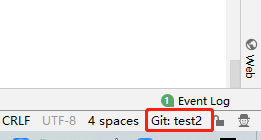 Web
1 Event Log
CRLF UTF-8 4 spaces Git: test2